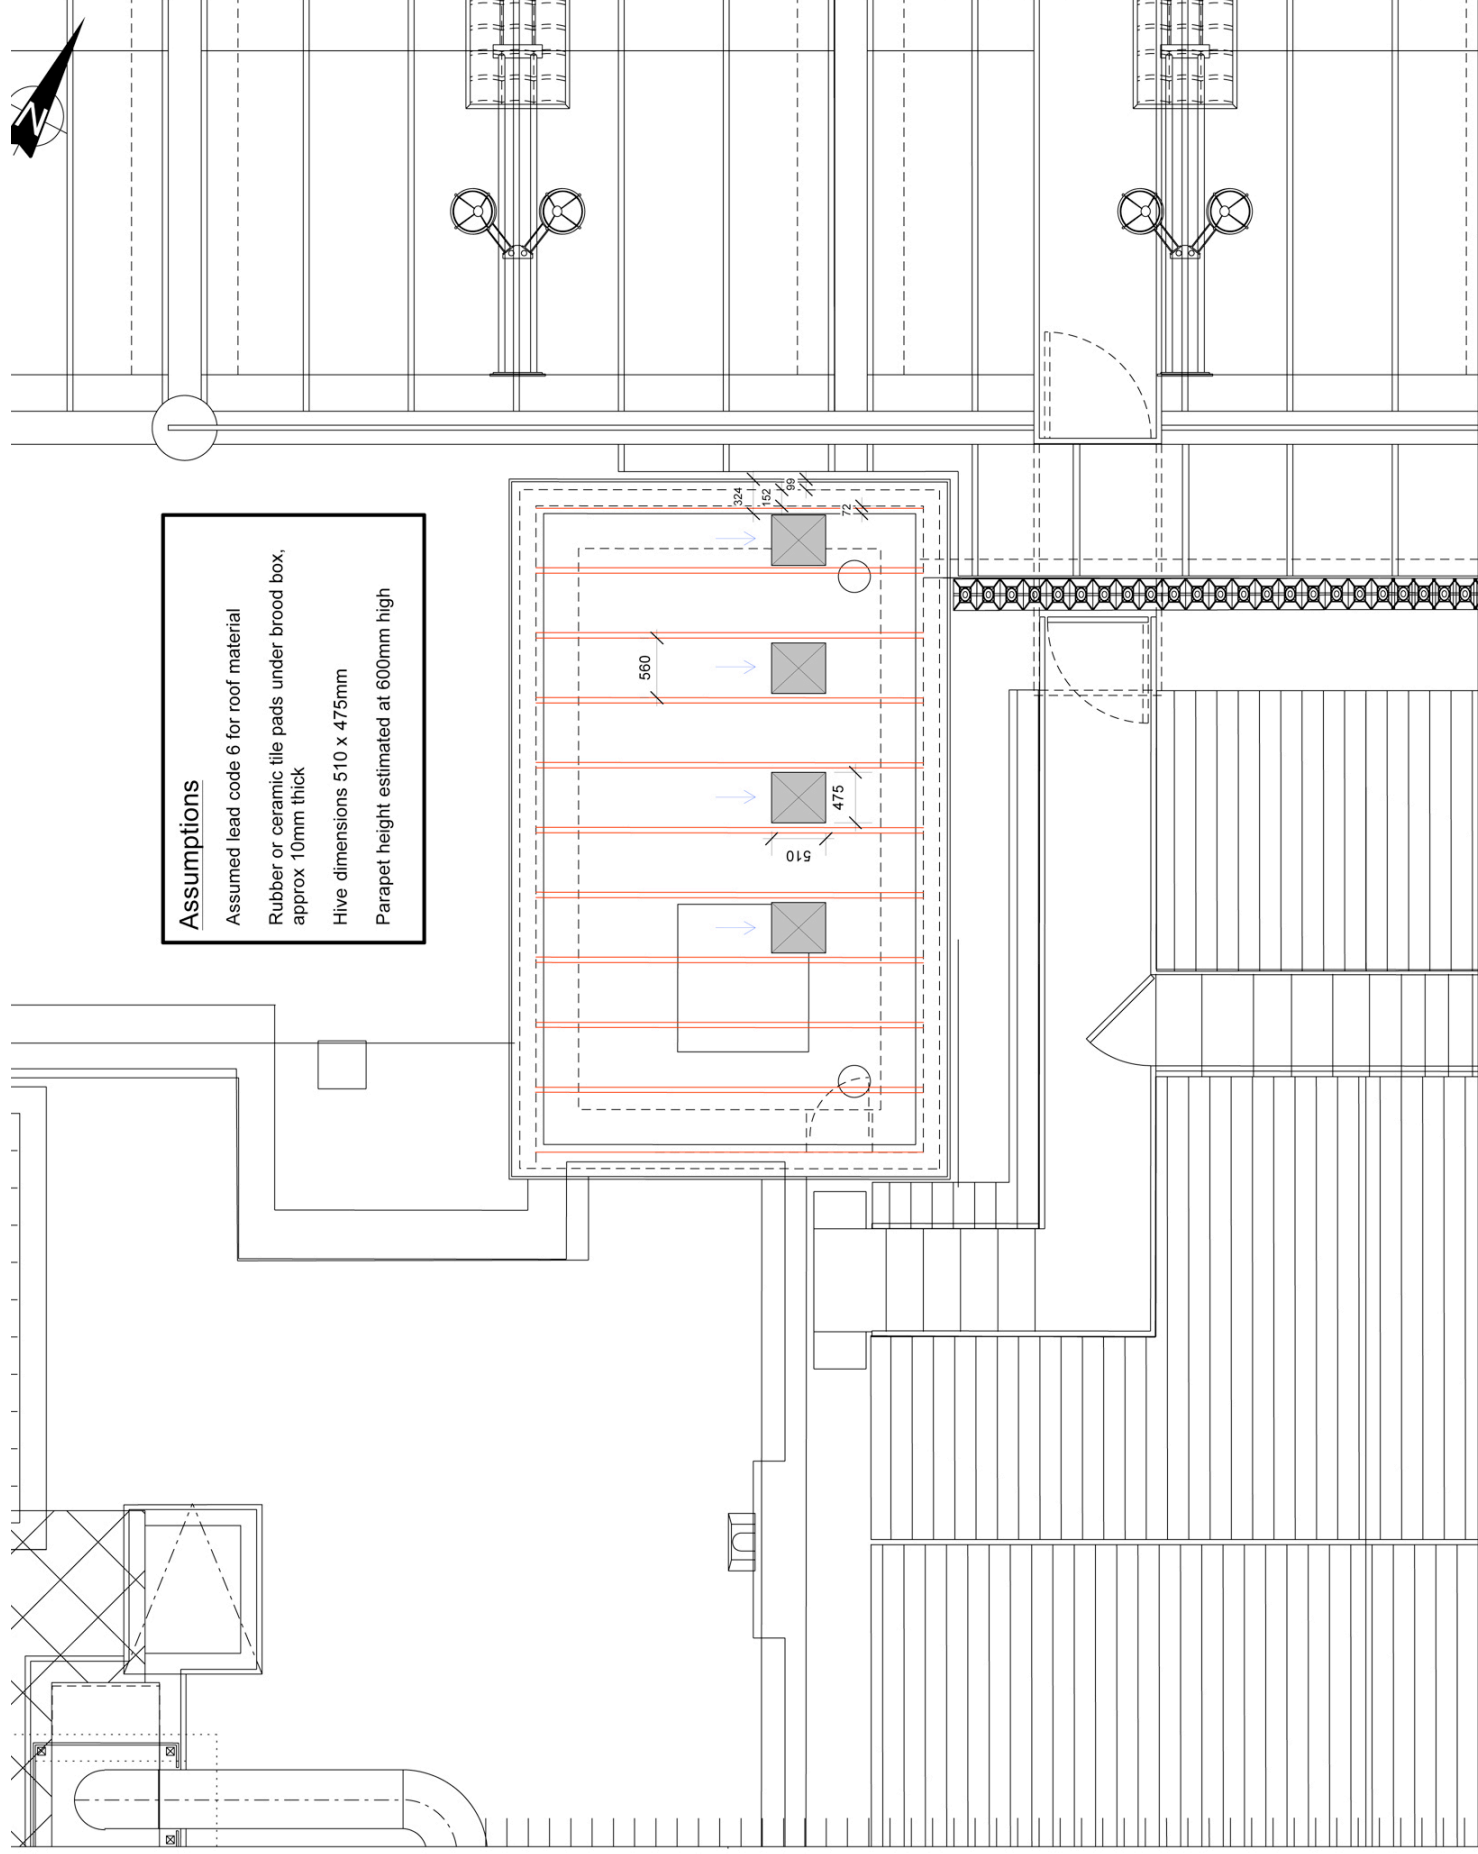 N
Assumptions
Assumed lead code 6 for roof material
Rubber or ceramic tile pads under brood box,
approx 10mm thick
Hive dimensions 510 x 475mm
Parapet height estimated at 600mm high
324
152
99
72
560
475
510